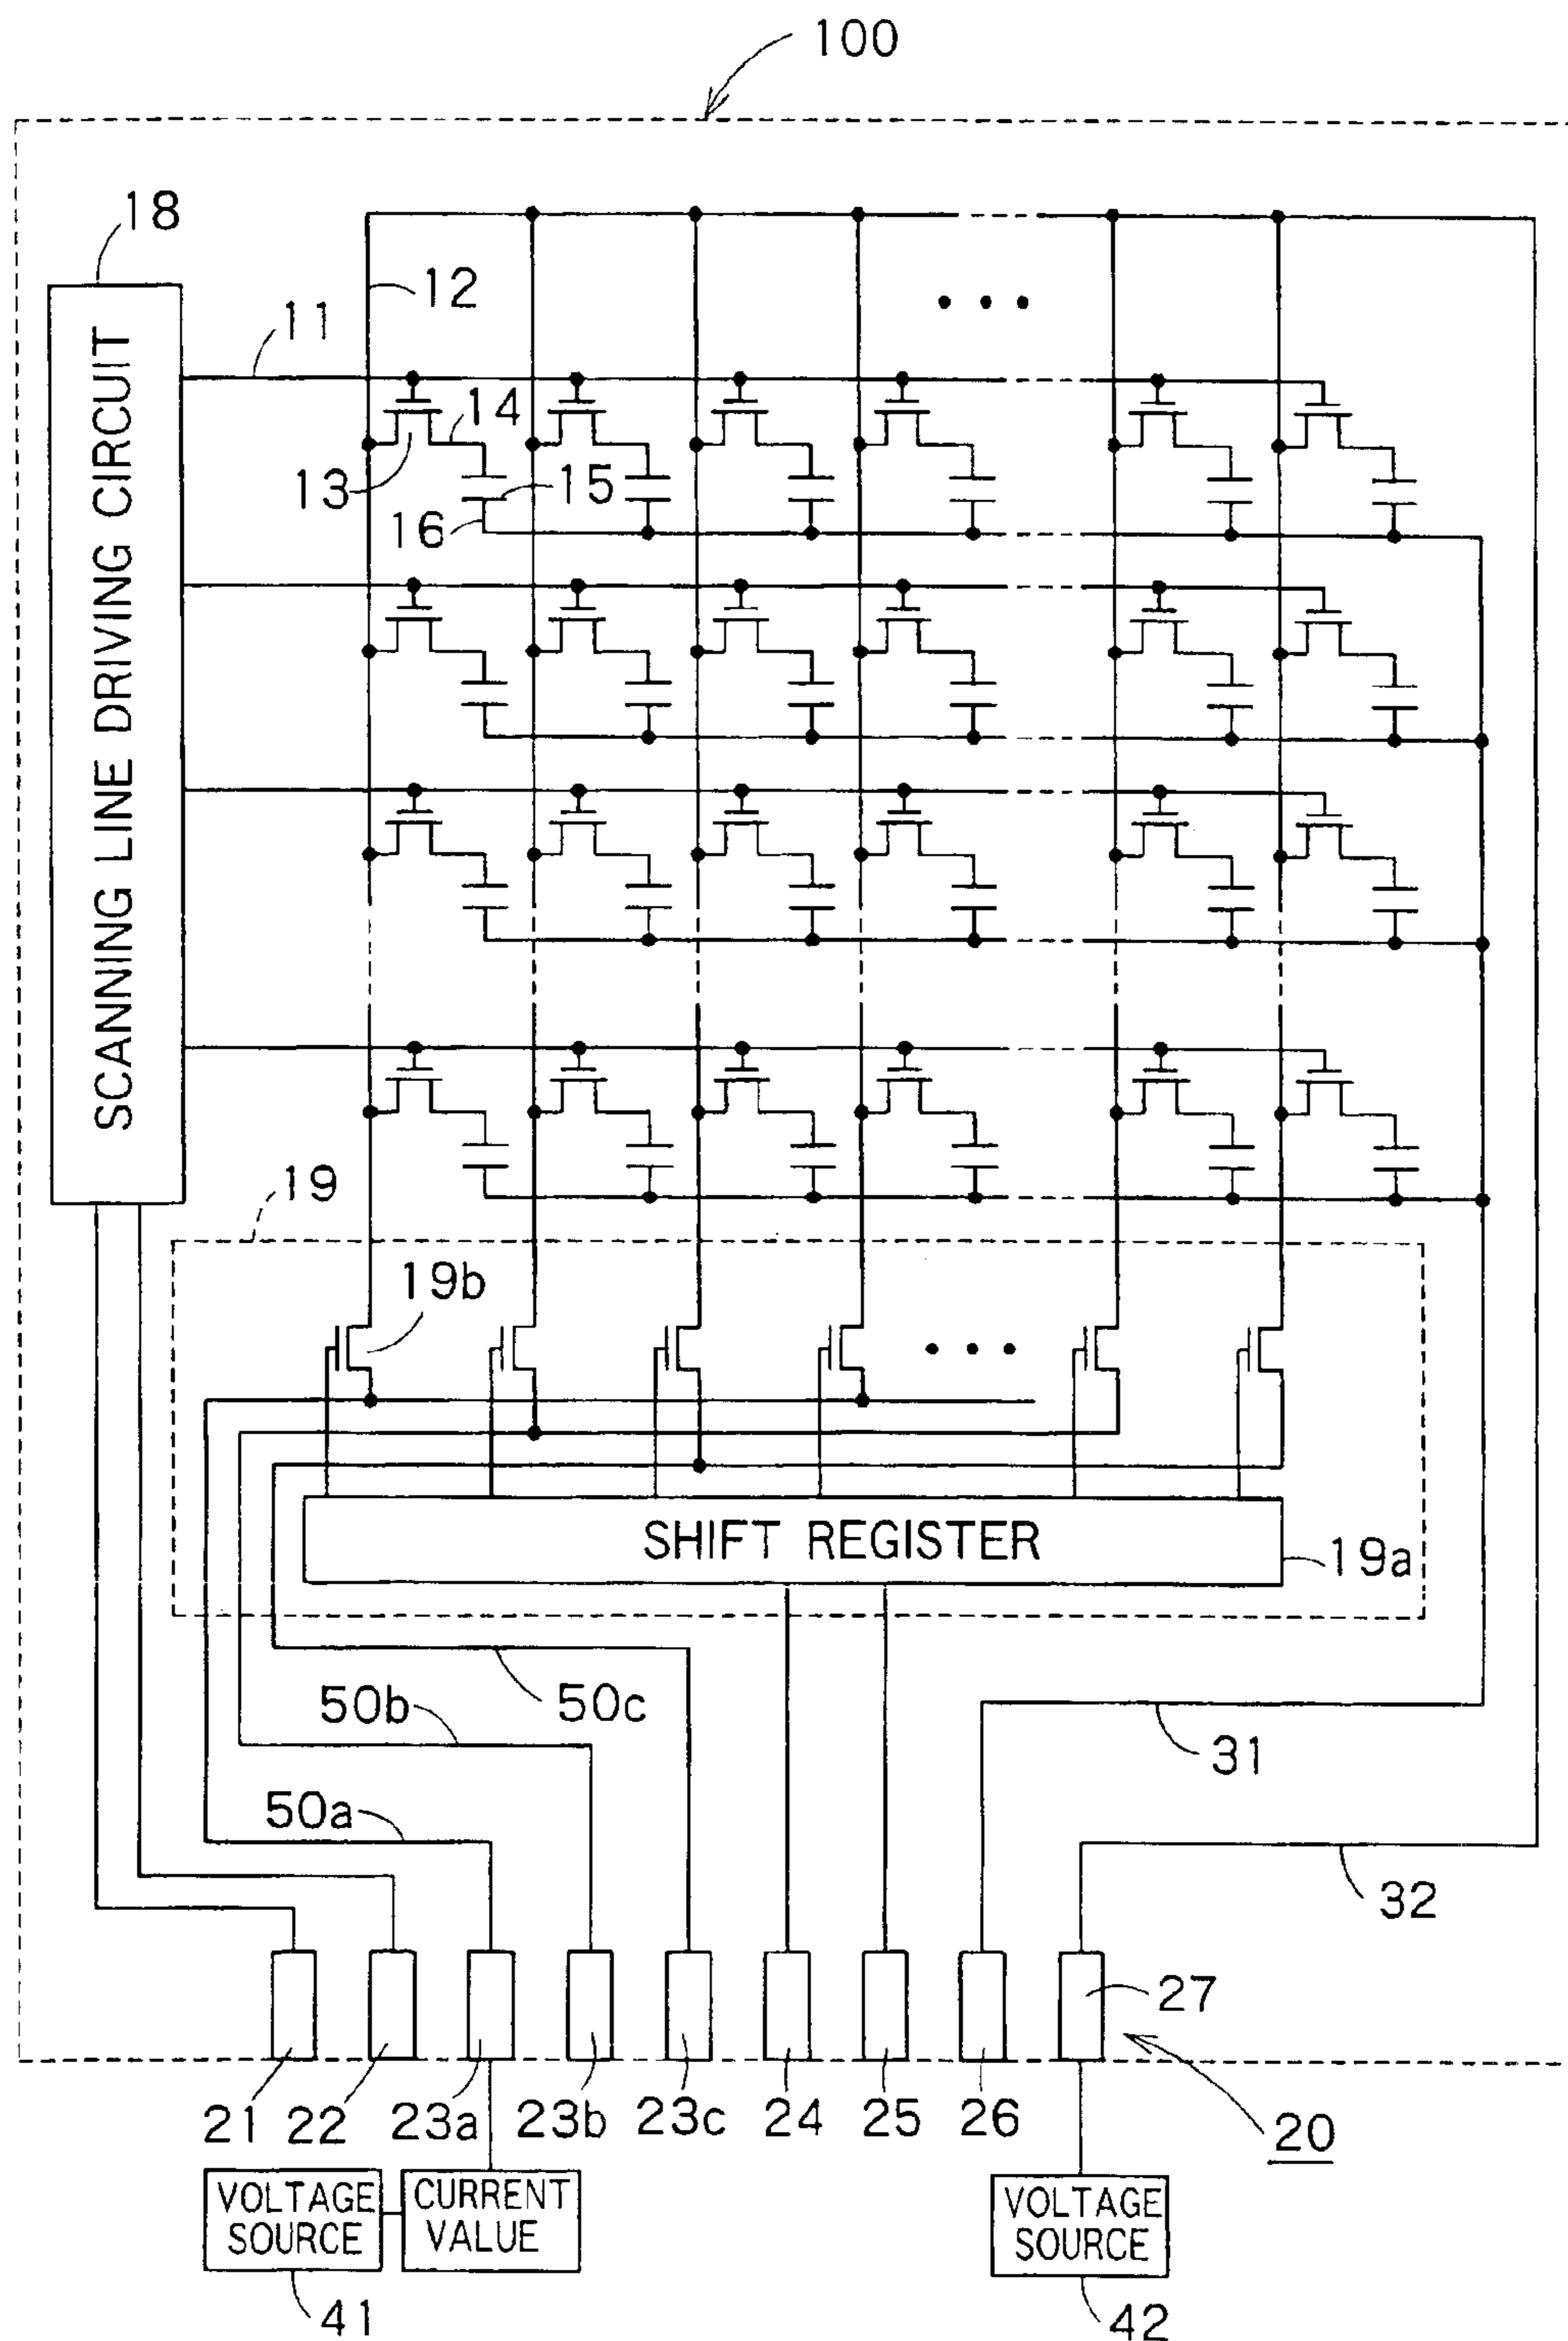 100
18
12
11
SCANNING LINE DRIVING CIRCUIT
14
13
15
16
19
19b
SHIFT REGISTER
19a
50c
50b
31
50a
32
27
21
22
23a
23b
23c
24
25
26
20
VOLTAGE
SOURCE
CURRENT
VALUE
VOLTAGE
SOURCE
41
42